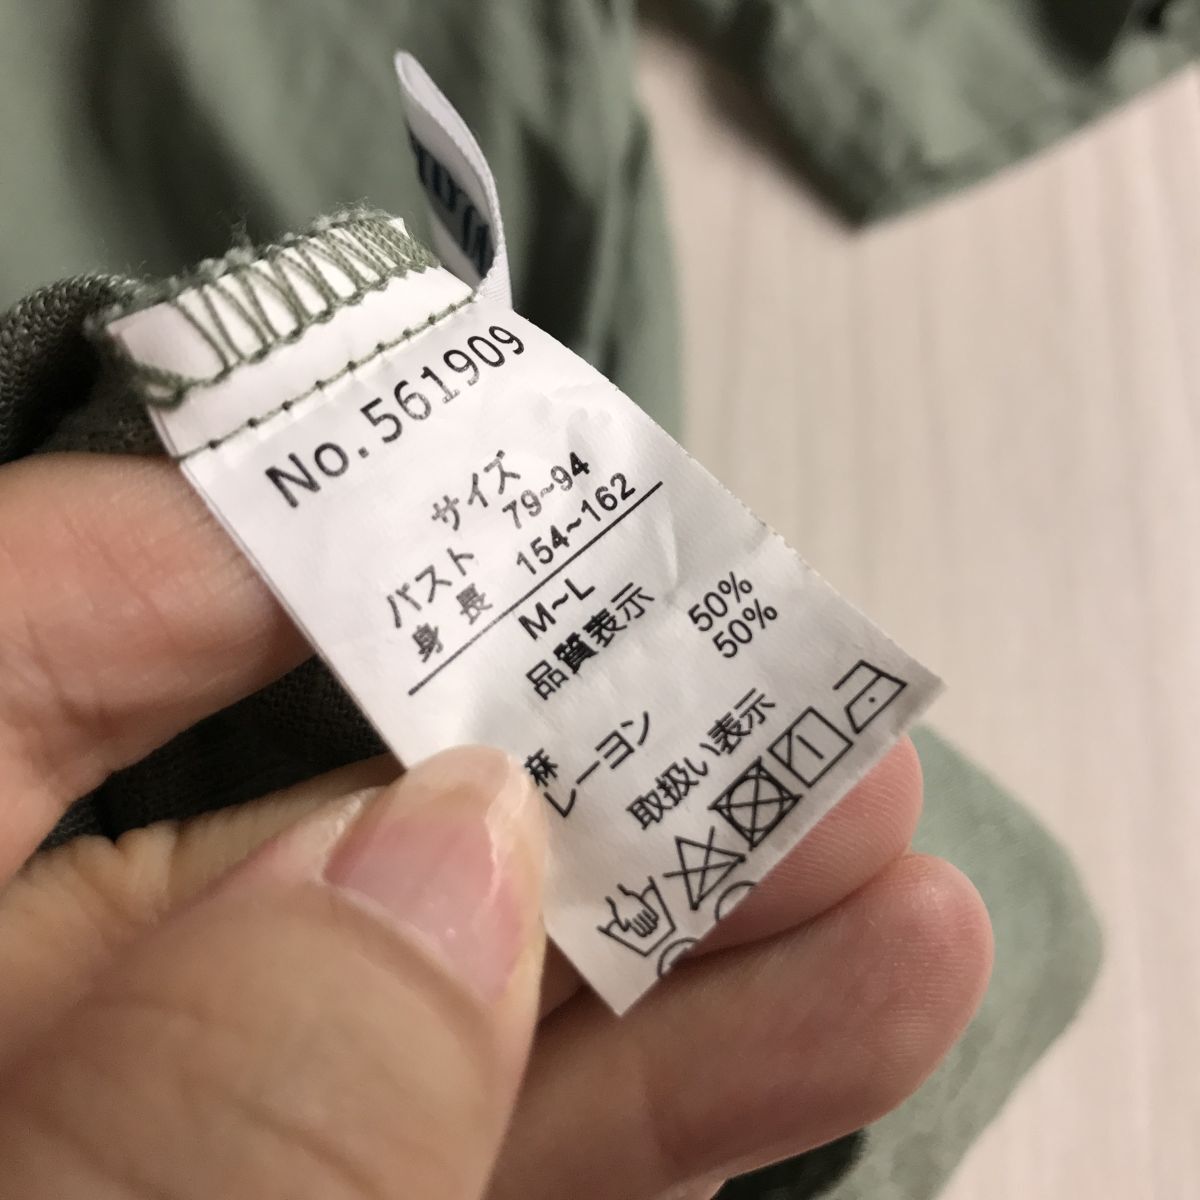 No.561909
サイズ
バスト 79~94
身長 154~162
M~L
品質表示
麻 50%
レーヨン 50%
取扱い表示